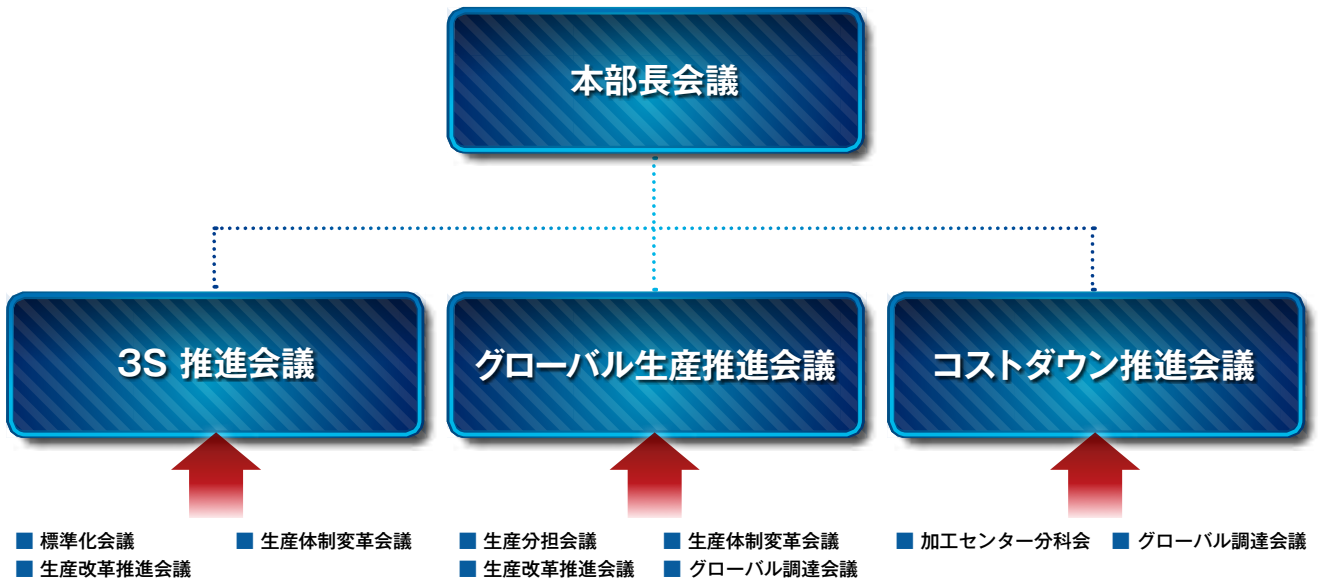 本部長会議
3S 推進会議
グローバル生産推進会議
コストダウン推進会議
■ 標準化会議 ■ 生産体制変革会議
■ 生産改革推進会議
■ 生産分担会議 ■ 生産体制変革会議
■ 生産改革推進会議 ■ グローバル調達会議
■ 加工センター分科会 ■ グローバル調達会議